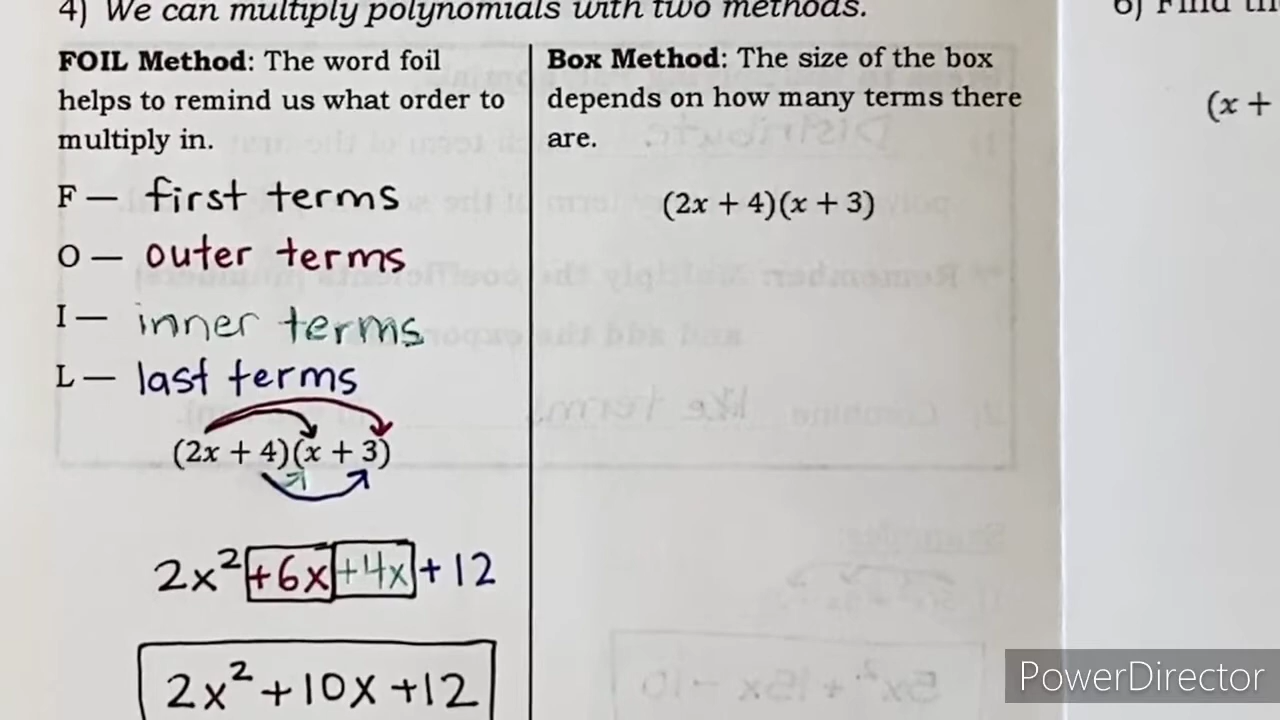 4) We can multiply polynomials with two methods.
FOIL Method: The word foil
helps to remind us what order to
multiply in.
F — first terms
O — outer terms
I — inner terms
L — last terms
(2x + 4)(x + 3)
2x² +6x +4x +12
2x² +10x +12
Box Method: The size of the box
depends on how many terms there
are.
(2x + 4)(x + 3)
6) Find
(x +
PowerDirector